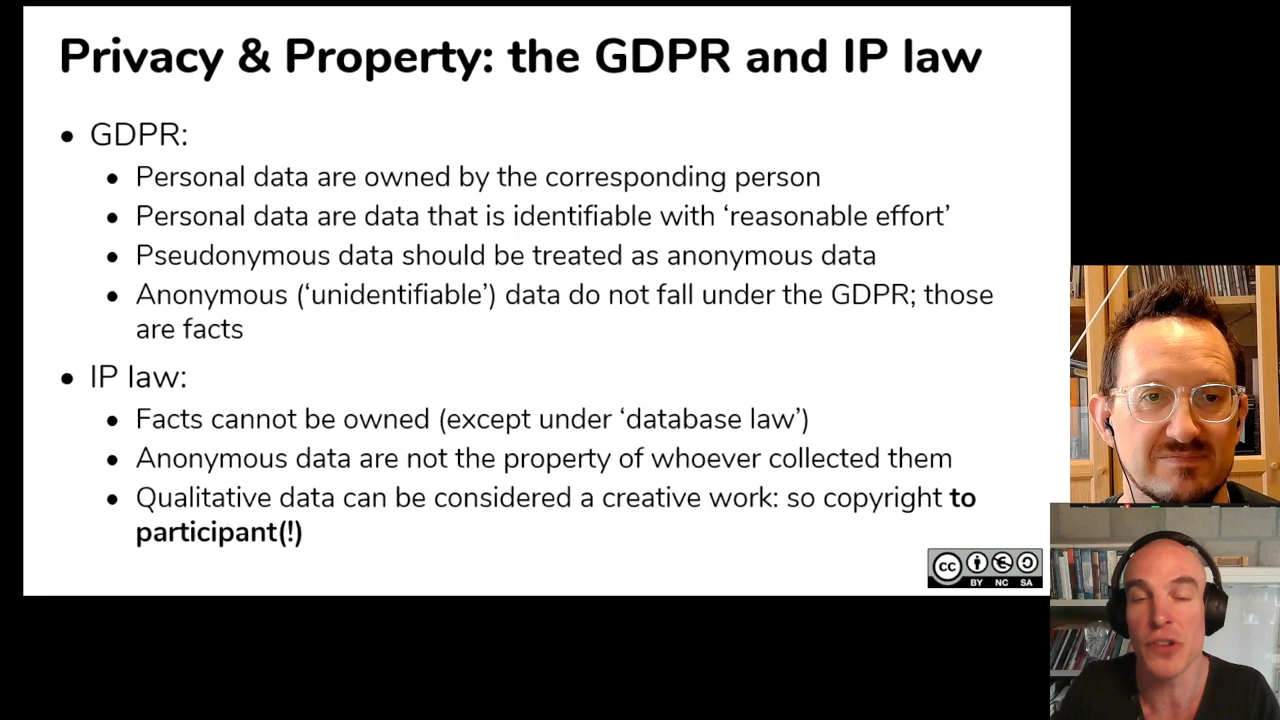 Privacy & Property: the GDPR and IP law
• GDPR:
• Personal data are owned by the corresponding person
• Personal data are data that is identifiable with ‘reasonable effort’
• Pseudonymous data should be treated as anonymous data
• Anonymous (‘unidentifiable’) data do not fall under the GDPR; those
are facts
• IP law:
• Facts cannot be owned (except under ‘database law’)
• Anonymous data are not the property of whoever collected them
• Qualitative data can be considered a creative work: so copyright to
participant(!)
cc
BY NC SA